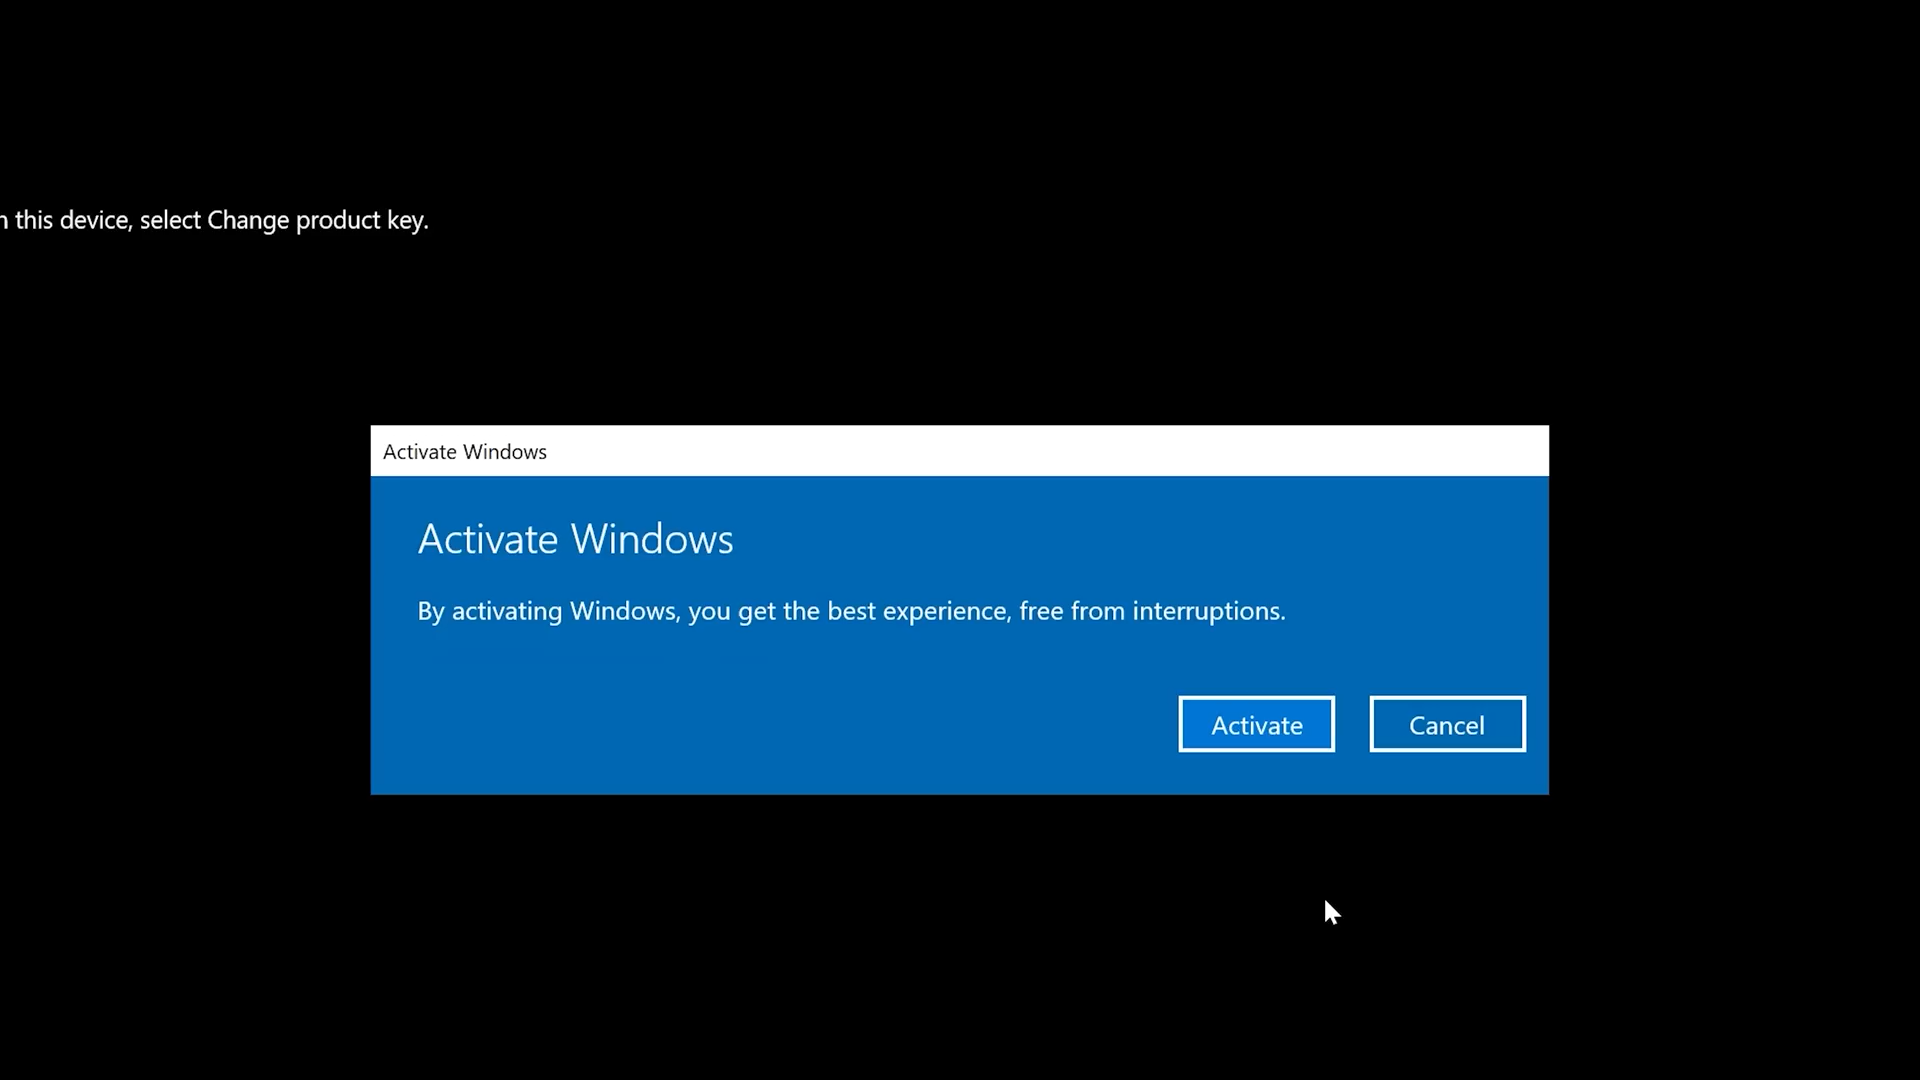 this device, select Change product key.
Activate Windows
Activate Windows
By activating Windows, you get the best experience, free from interruptions.
Activate
Cancel